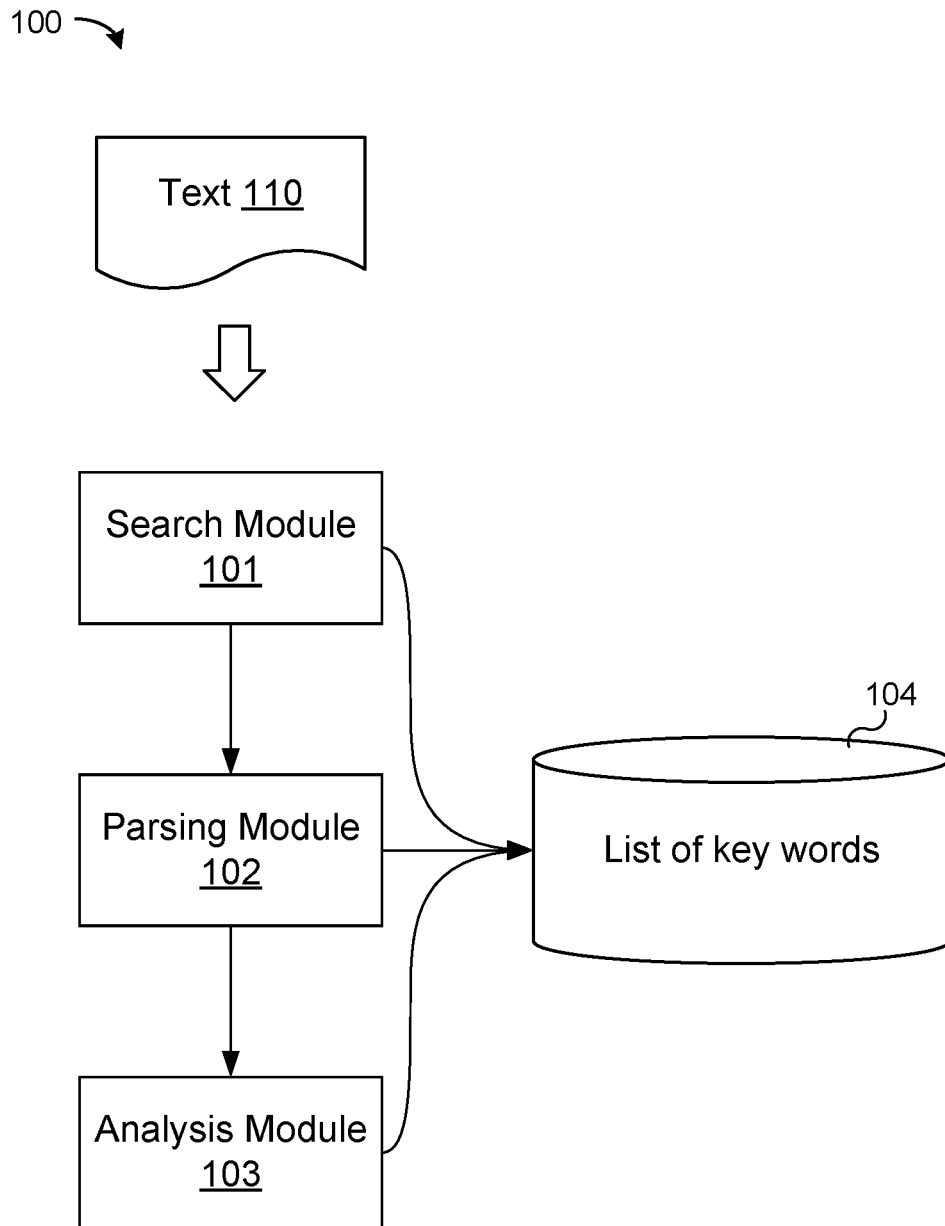 100
Text 110
Search Module
101
104
Parsing Module
102
List of key words
Analysis Module
103